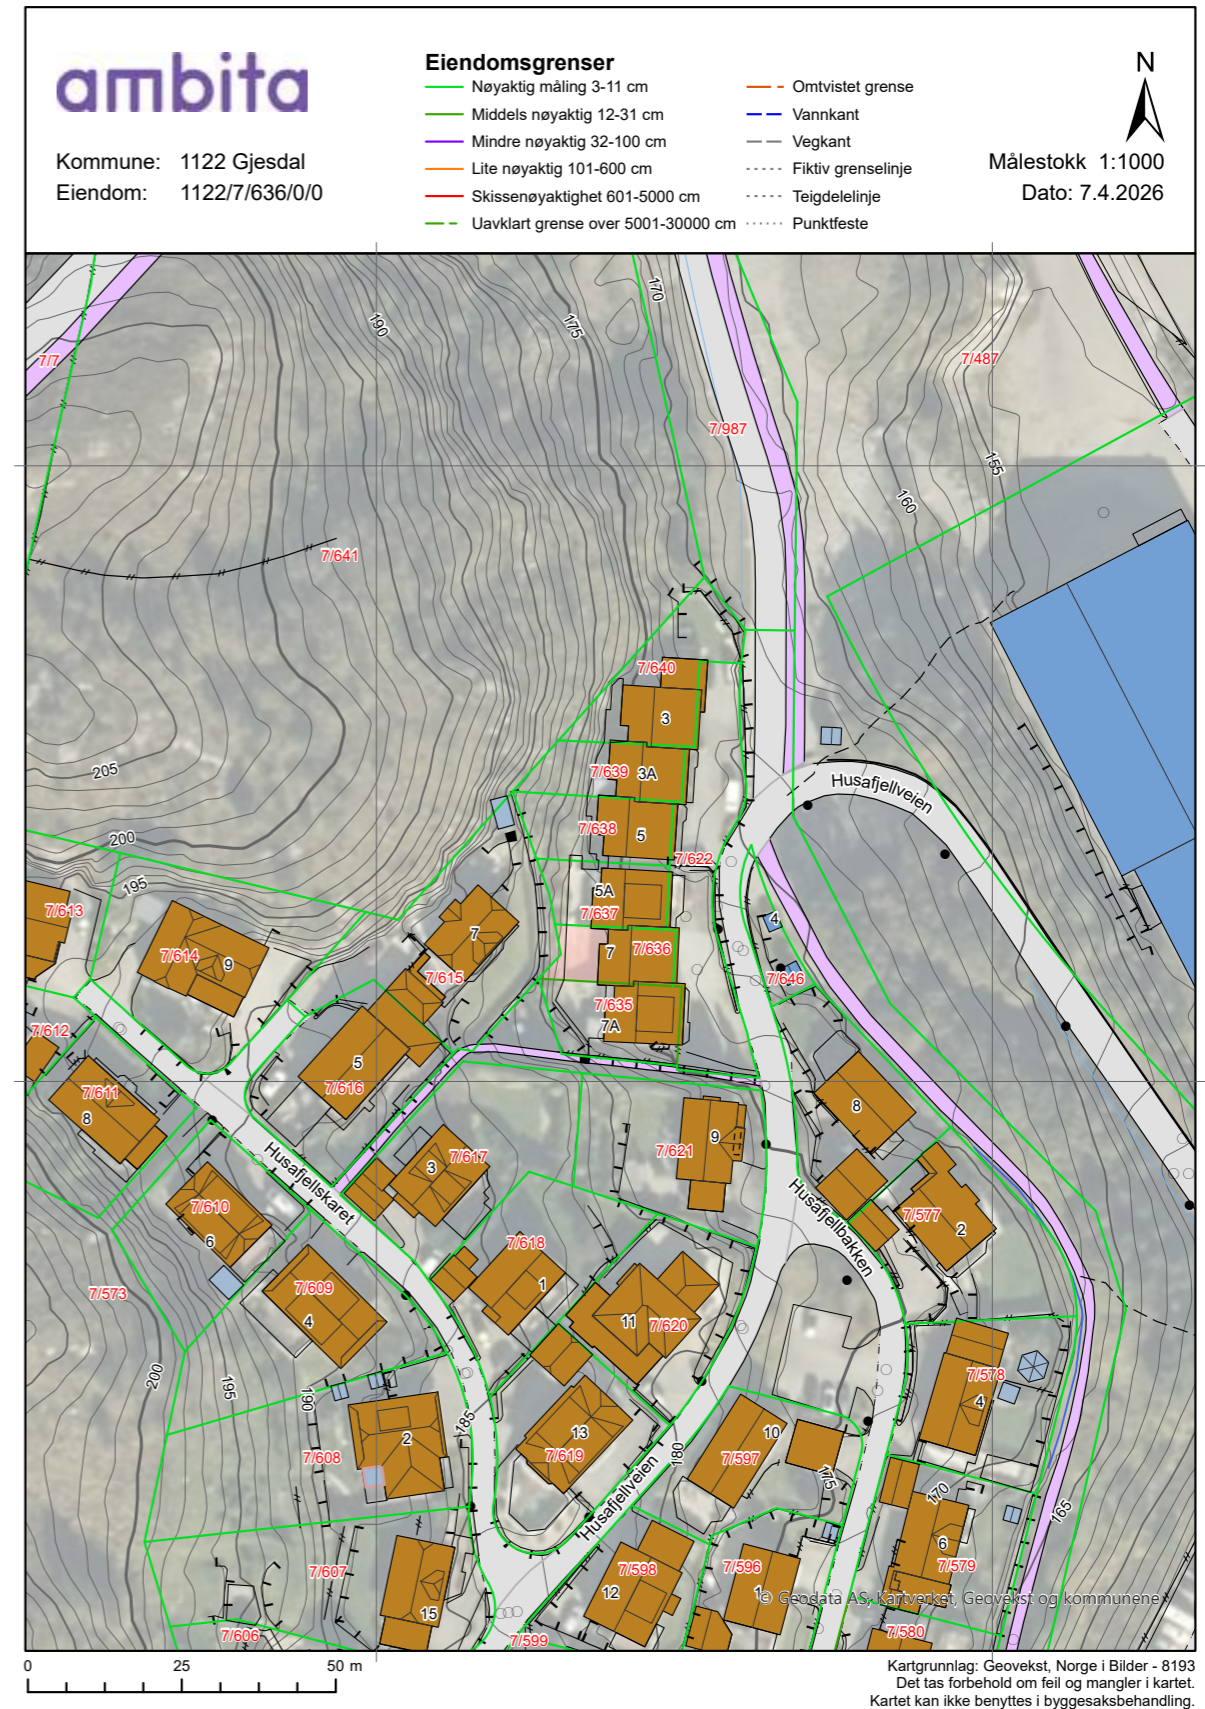 ambita
Kommune: 1122 Gjesdal
Eiendom: 1122/7/636/0/0
Eiendomsgrenser
Nøyaktig måling 3-11 cm
Middels nøyaktig 12-31 cm
Mindre nøyaktig 32-100 cm
Lite nøyaktig 101-600 cm
Skissenøyaktighet 601-5000 cm
Uavklart grense over 5001-30000 cm
Omtvistet grense
Vannkant
Vegkant
Fiktiv grenselinje
Teigdelelinje
Punktfeste
N
Målestokk 1:1000
Dato: 7.4.2026
170
190
175
7/7
7/487
7/987
155
160
7/641
7/640
3
205
7/639
3A
Husafjellveien
200
7/638
5
7/622
195
5A
7/613
7/637
4
7/614
9
7
7/615
7
7/636
7/646
7/635
7A
7/612
5
7/616
7/611
8
8
9
7/621
3
7/617
Husafjellskaret
7/610
6
Husafjellbakken
7/577
2
7/618
1
7/573
7/609
4
11
7/620
200
195
190
7/578
4
185
2
13
7/619
10
7/597
180
7/608
175
170
165
Husafjellveien
6
7/579
7/607
15
7/598
12
7/596
1
© Geodata AS, Kartverket, Geovekst og kommunene
7/606
7/599
7/580
0 25 50 m
Kartgrunnlag: Geovekst, Norge i Bilder - 8193
Det tas forbehold om feil og mangler i kartet.
Kartet kan ikke benyttes i byggesaksbehandling.